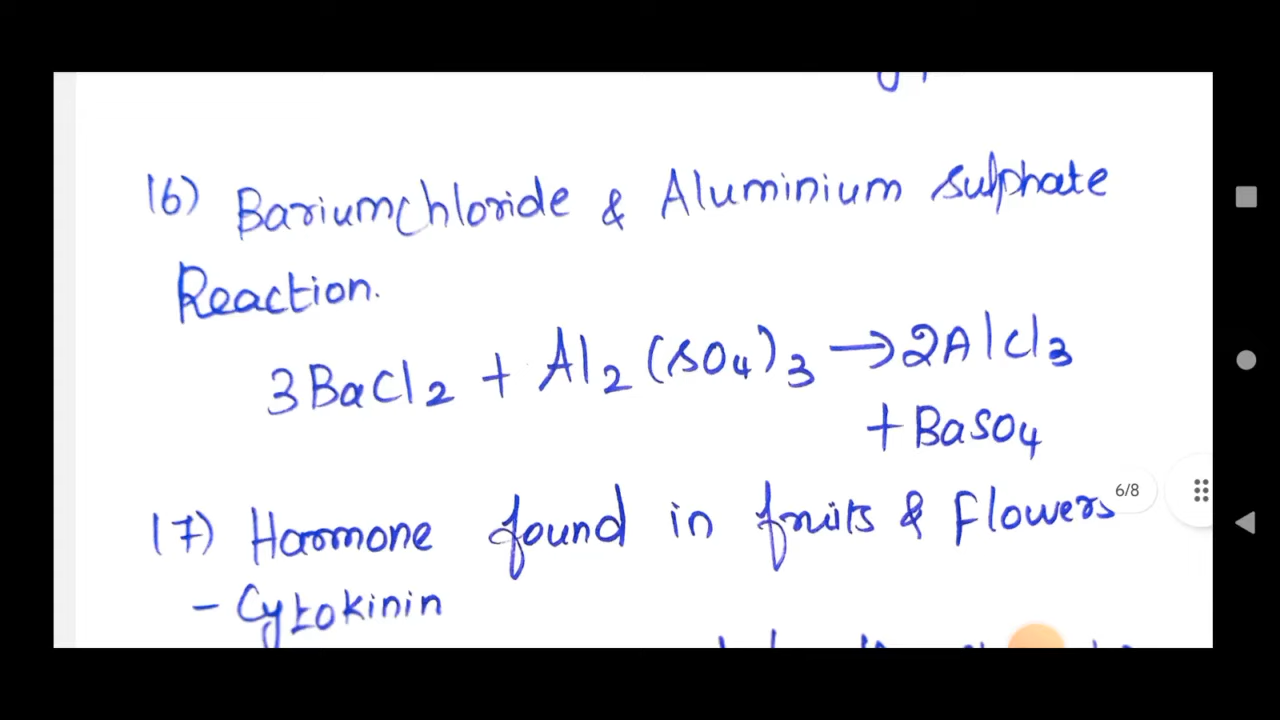 16) Bariumchloride & Aluminium sulphate
Reaction.
3BaCl2 + Al2(SO4)3 → 2AlCl3
+ BaSO4
6/8
17) Harmone found in fruits & Flowers
- Cytokinin